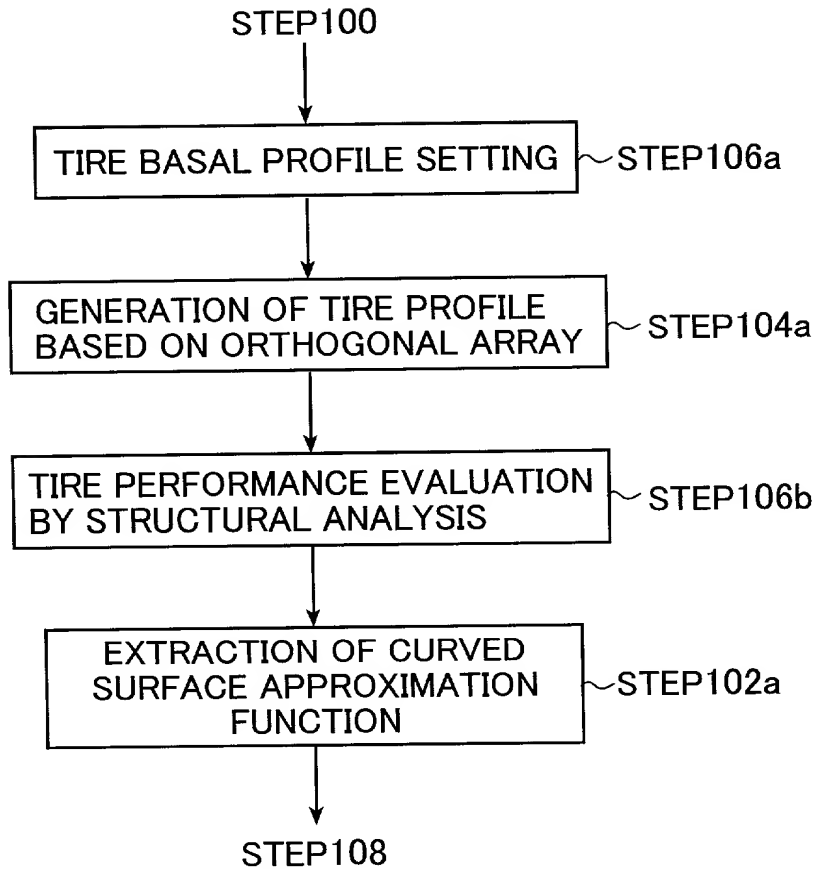 STEP100
TIRE BASAL PROFILE SETTING
STEP106a
GENERATION OF TIRE PROFILE
BASED ON ORTHOGONAL ARRAY
STEP104a
TIRE PERFORMANCE EVALUATION
BY STRUCTURAL ANALYSIS
STEP106b
EXTRACTION OF CURVED
SURFACE APPROXIMATION
FUNCTION
STEP102a
STEP108